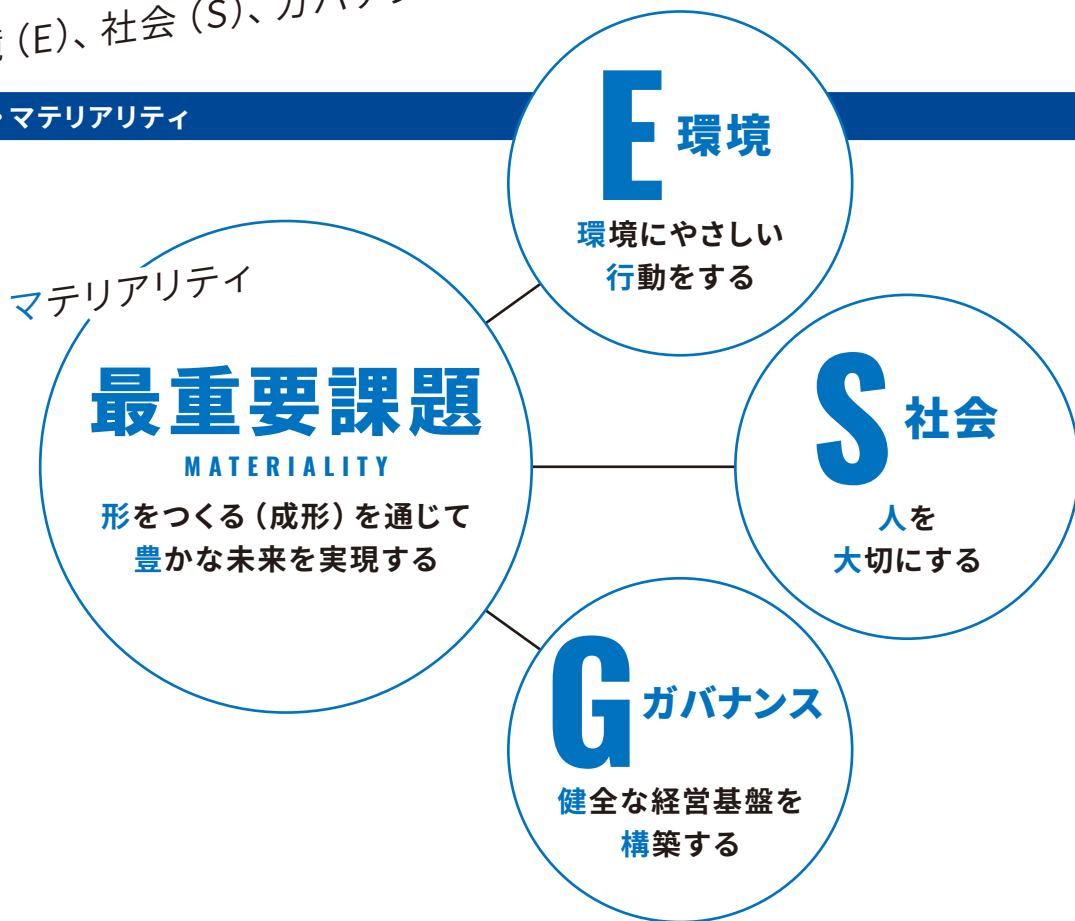 (E)、社会(S)、ガバナン
マテリアリティ
E 環境
環境にやさしい
行動をする
マテリアリティ
最重要課題
MATERIALITY
形をつくる(成形)を通じて
豊かな未来を実現する
S 社会
人を
大切にする
G ガバナンス
健全な経営基盤を
構築する